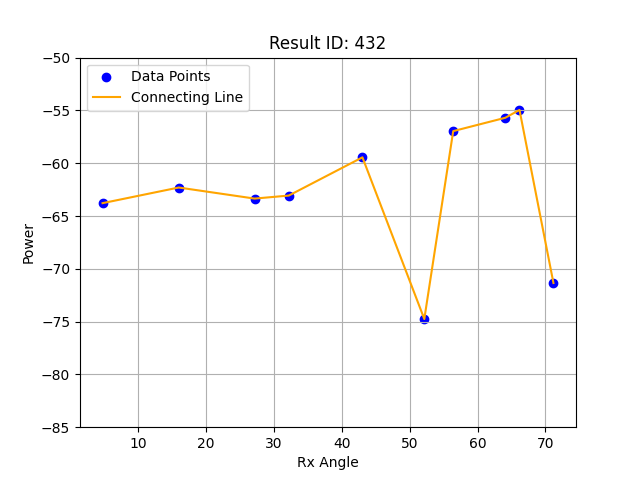 Result ID: 432
Data Points
Connecting Line
−50
−55
−60
−65
−70
−75
−80
−85
Power
10 20 30 40 50 60 70
Rx Angle